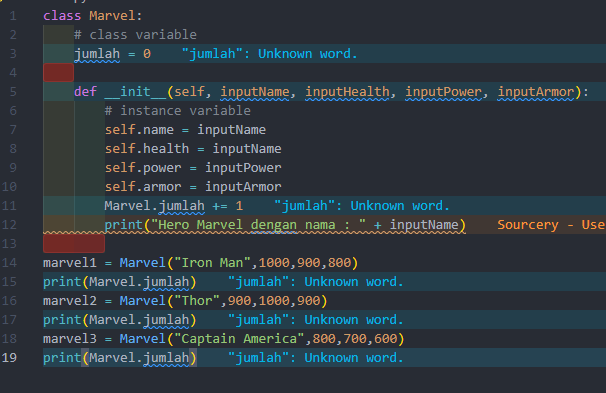 1 class Marvel:
2 # class variable
3 jumlah = 0 "jumlah": Unknown word.
4
5 def __init__(self, inputName, inputHealth, inputPower, inputArmor):
6 # instance variable
7 self.name = inputName
8 self.health = inputName
9 self.power = inputPower
10 self.armor = inputArmor
11 Marvel.jumlah += 1 "jumlah": Unknown word.
12 print("Hero Marvel dengan nama : " + inputName) Sourcery - Use
13
14 marvel1 = Marvel("Iron Man",1000,900,800)
15 print(Marvel.jumlah) "jumlah": Unknown word.
16 marvel2 = Marvel("Thor",900,1000,900)
17 print(Marvel.jumlah) "jumlah": Unknown word.
18 marvel3 = Marvel("Captain America",800,700,600)
19 print(Marvel.jumlah) "jumlah": Unknown word.